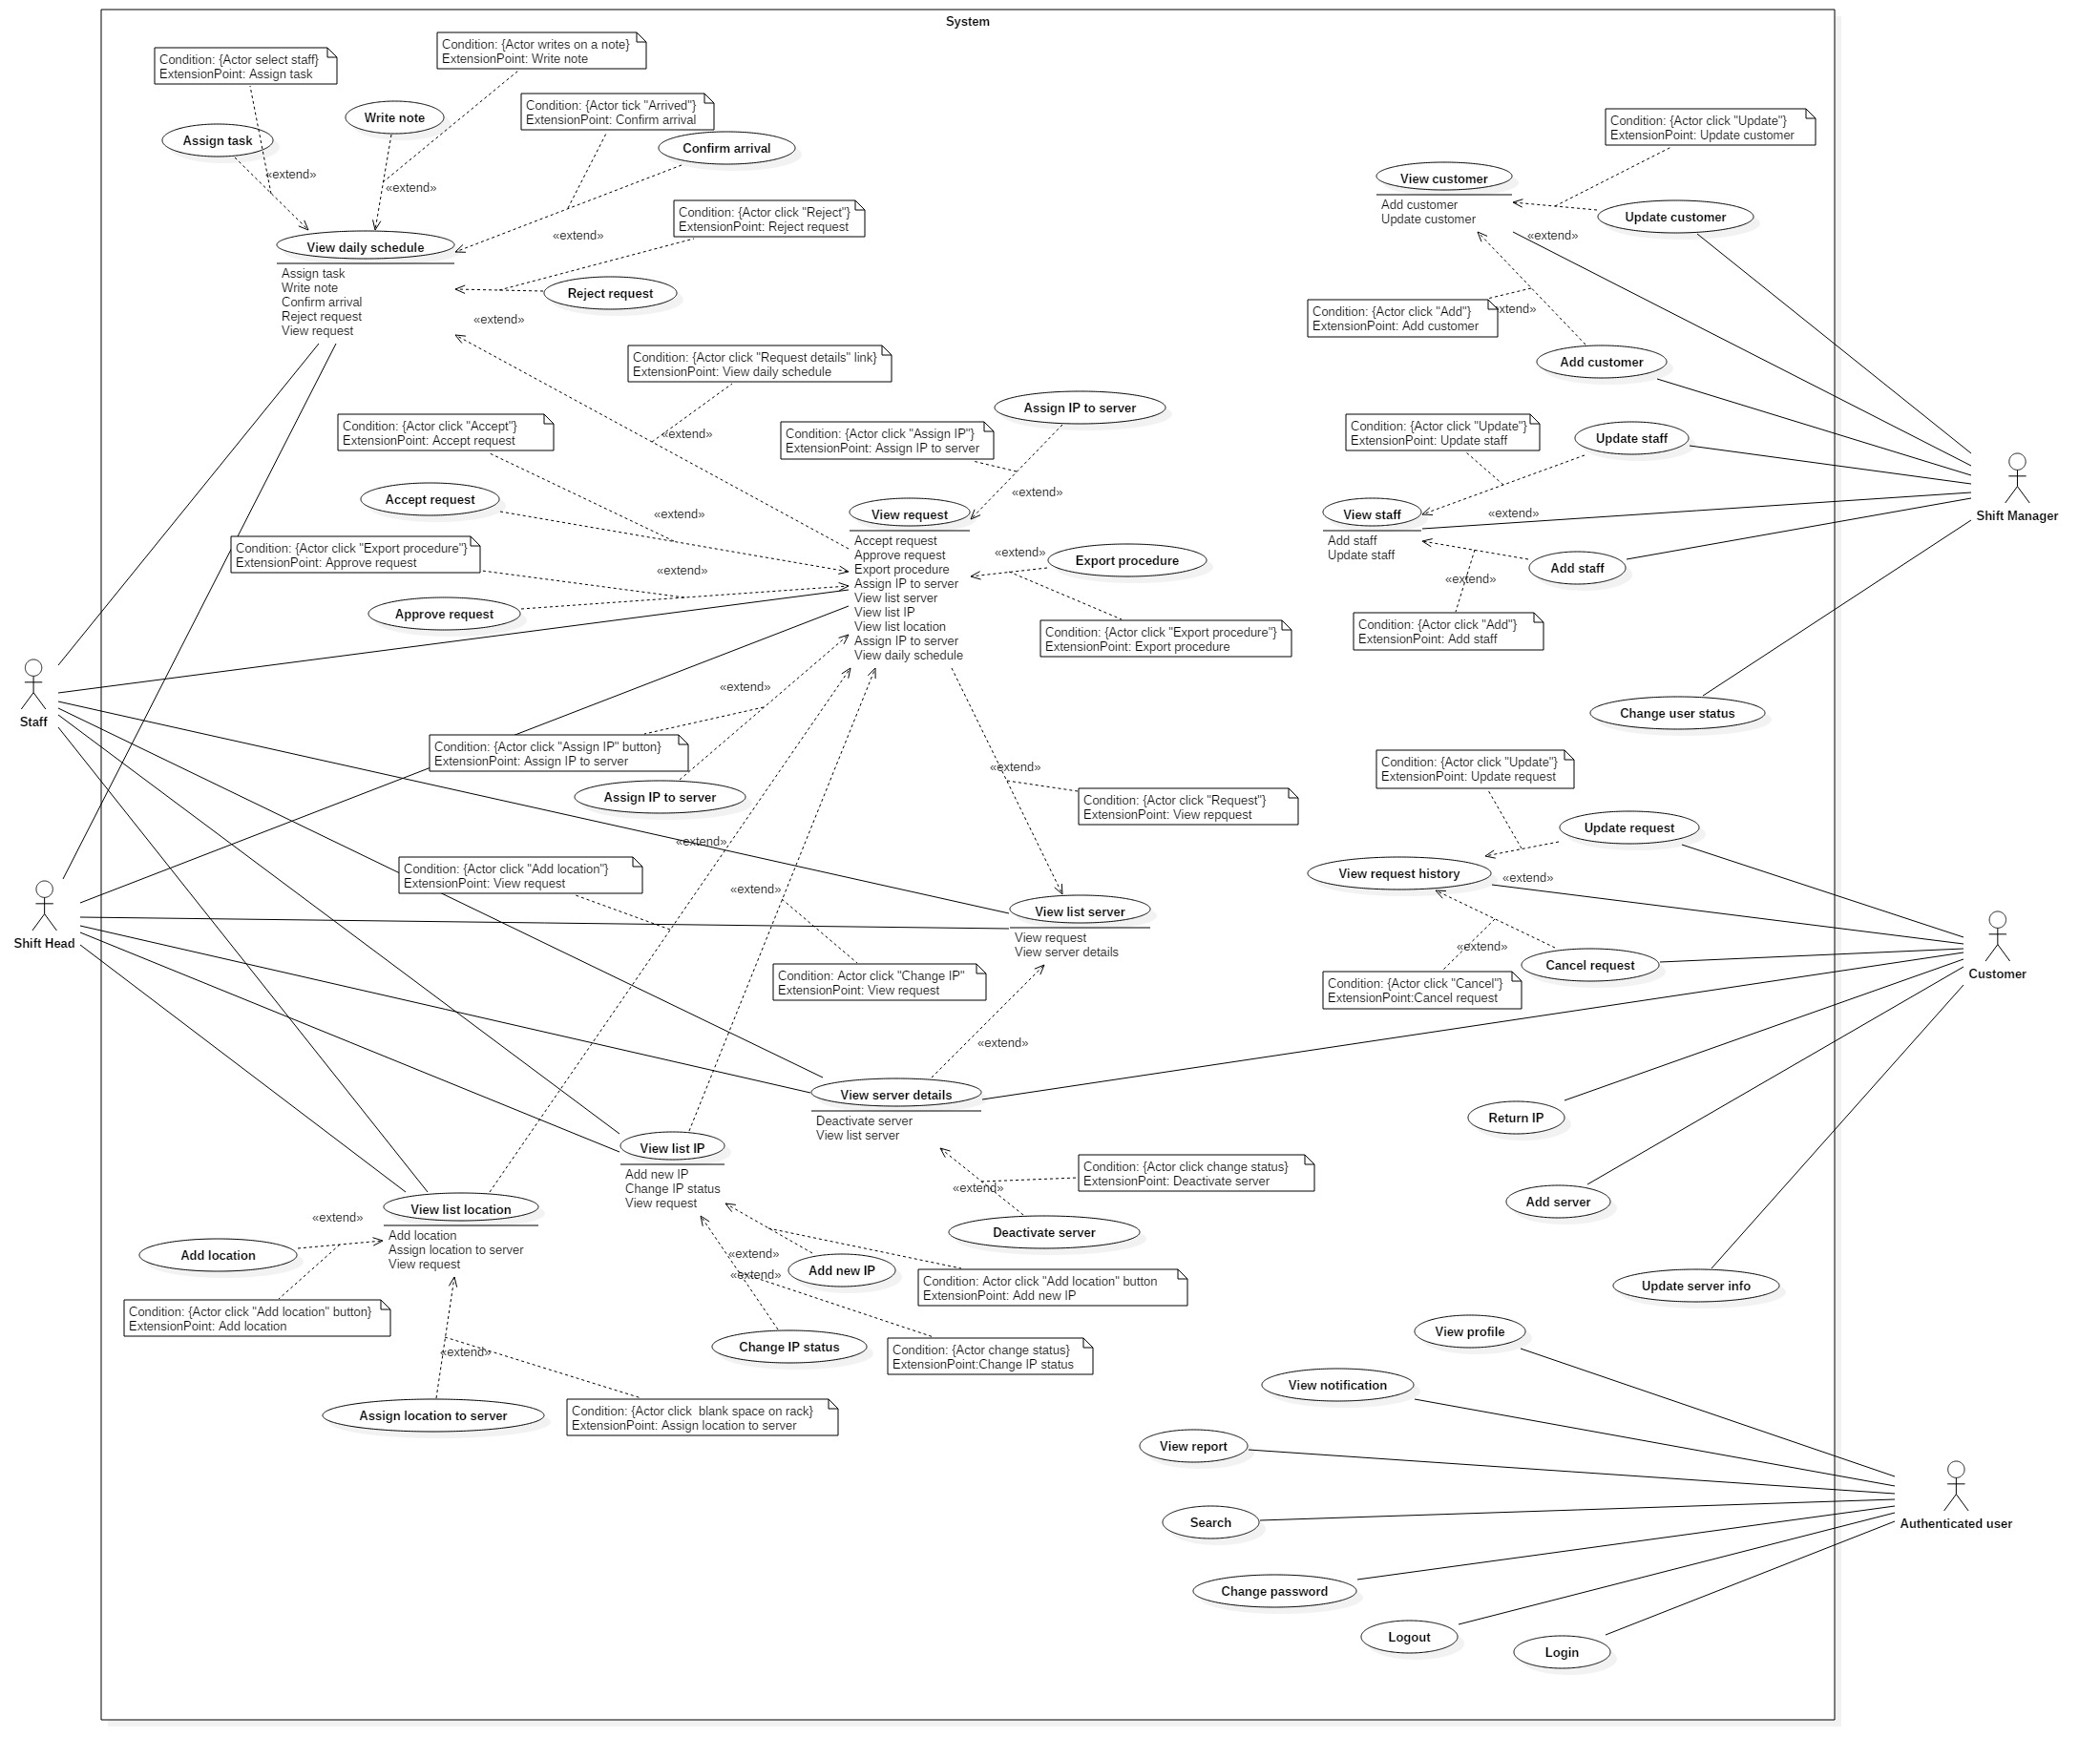 System
Condition: {Actor select staff}
ExtensionPoint: Assign task
Condition: {Actor writes on a note}
ExtensionPoint: Write note
Condition: {Actor tick "Arrived"}
ExtensionPoint: Confirm arrival
Write note
Assign task
Confirm arrival
«extend»
«extend»
«extend»
Condition: {Actor click "Reject"}
ExtensionPoint: Reject request
View daily schedule
Assign task
Write note
Confirm arrival
Reject request
View request
Reject request
«extend»
Condition: {Actor click "Request details" link}
ExtensionPoint: View daily schedule
«extend»
Condition: {Actor click "Accept"}
ExtensionPoint: Accept request
Condition: {Actor click "Assign IP"}
ExtensionPoint: Assign IP to server
Assign IP to server
«extend»
Accept request
«extend»
Condition: {Actor click "Export procedure"}
ExtensionPoint: Approve request
«extend»
Approve request
View request
Accept request
Approve request
Export procedure
Assign IP to server
View list server
View list IP
View list location
Assign IP to server
View daily schedule
«extend»
Export procedure
Condition: {Actor click "Export procedure"}
ExtensionPoint: Export procedure
Condition: {Actor click "Update"}
ExtensionPoint: Update customer
View customer
Add customer
Update customer
Update customer
«extend»
Condition: {Actor click "Add"}
ExtensionPoint: Add customer
xtend»
Add customer
Condition: {Actor click "Update"}
ExtensionPoint: Update staff
Update staff
View staff
Add staff
Update staff
«extend»
Add staff
«extend»
Condition: {Actor click "Add"}
ExtensionPoint: Add staff
Shift Manager
Change user status
Staff
«extend»
Condition: {Actor click "Assign IP" button}
ExtensionPoint: Assign IP to server
Assign IP to server
«extend»
Condition: {Actor click "Request"}
ExtensionPoint: View repquest
«extend»
Condition: {Actor click "Add location"}
ExtensionPoint: View request
«extend»
Shift Head
View list server
View request
View server details
Condition: Actor click "Change IP"
ExtensionPoint: View request
«extend»
Condition: {Actor click "Update"}
ExtensionPoint: Update request
Update request
View request history
«extend»
«extend»
Cancel request
Condition: {Actor click "Cancel"}
ExtensionPoint:Cancel request
Customer
Return IP
Add server
Update server info
View server details
Deactivate server
View list server
Condition: {Actor click change status}
ExtensionPoint: Deactivate server
«extend»
Deactivate server
View list IP
Add new IP
Change IP status
View request
«extend»
«extend»
Add new IP
Condition: Actor click "Add location" button
ExtensionPoint: Add new IP
Change IP status
Condition: {Actor change status}
ExtensionPoint:Change IP status
View list location
Add location
Assign location to server
View request
«extend»
Add location
Condition: {Actor click "Add location" button}
ExtensionPoint: Add location
«extend»
Assign location to server
Condition: {Actor click  blank space on rack}
ExtensionPoint: Assign location to server
View profile
View notification
View report
Search
Change password
Logout
Login
Authenticated user